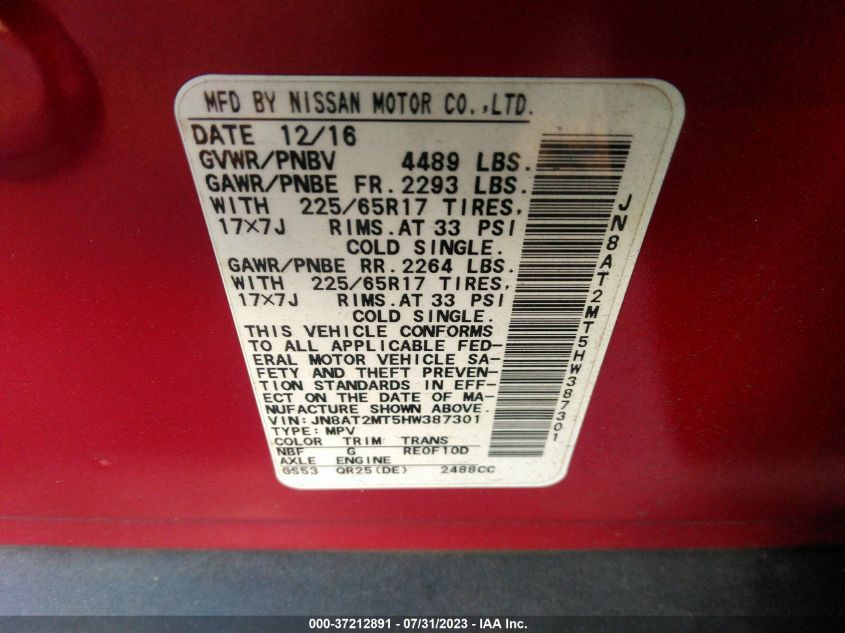 MFD BY NISSAN MOTOR CO.,LTD.
DATE 12/16
GVWR/PNBV 4489 LBS.
GAWR/PNBE FR. 2293 LBS.
WITH 225/65R17 TIRES,
17×7J RIMS.AT 33 PSI
COLD SINGLE.
GAWR/PNBE RR. 2264 LBS.
WITH 225/65R17 TIRES,
17×7J RIMS.AT 33 PSI
COLD SINGLE.
THIS VEHICLE CONFORMS
TO ALL APPLICABLE FED-
ERAL MOTOR VEHICLE SA-
FETY AND THEFT PREVEN-
TION STANDARDS IN EFF-
ECT ON THE DATE OF MA-
NUFACTURE SHOWN ABOVE.
VIN:JN8AT2MT5HW387301
TYPE:MPV
COLOR TRIM TRANS
NBF G RE0F10D
AXLE ENGINE
GS53 QR25(DE) 2488CC
JN8AT2MT5HW387301
000-37212891 - 07/31/2023 - IAA Inc.